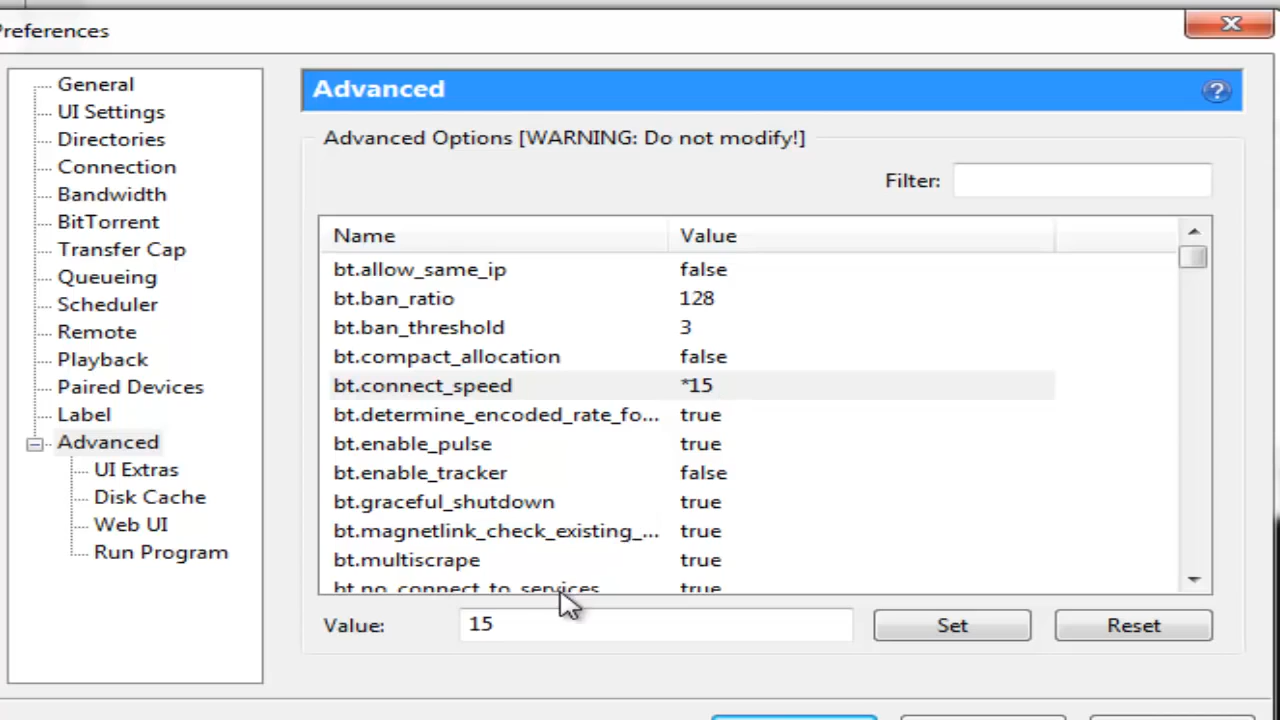 Preferences
General
UI Settings
Directories
Connection
Bandwidth
BitTorrent
Transfer Cap
Queueing
Scheduler
Remote
Playback
Paired Devices
Label
Advanced
UI Extras
Disk Cache
Web UI
Run Program
Advanced
?
Advanced Options [WARNING: Do not modify!]
Filter:
Name Value
bt.allow_same_ip false
bt.ban_ratio 128
bt.ban_threshold 3
bt.compact_allocation false
bt.connect_speed *15
bt.determine_encoded_rate_fo... true
bt.enable_pulse true
bt.enable_tracker false
bt.graceful_shutdown true
bt.magnetlink_check_existing_... true
bt.multiscrape true
bt.no_connect_to_services true
Value: 15 Set Reset